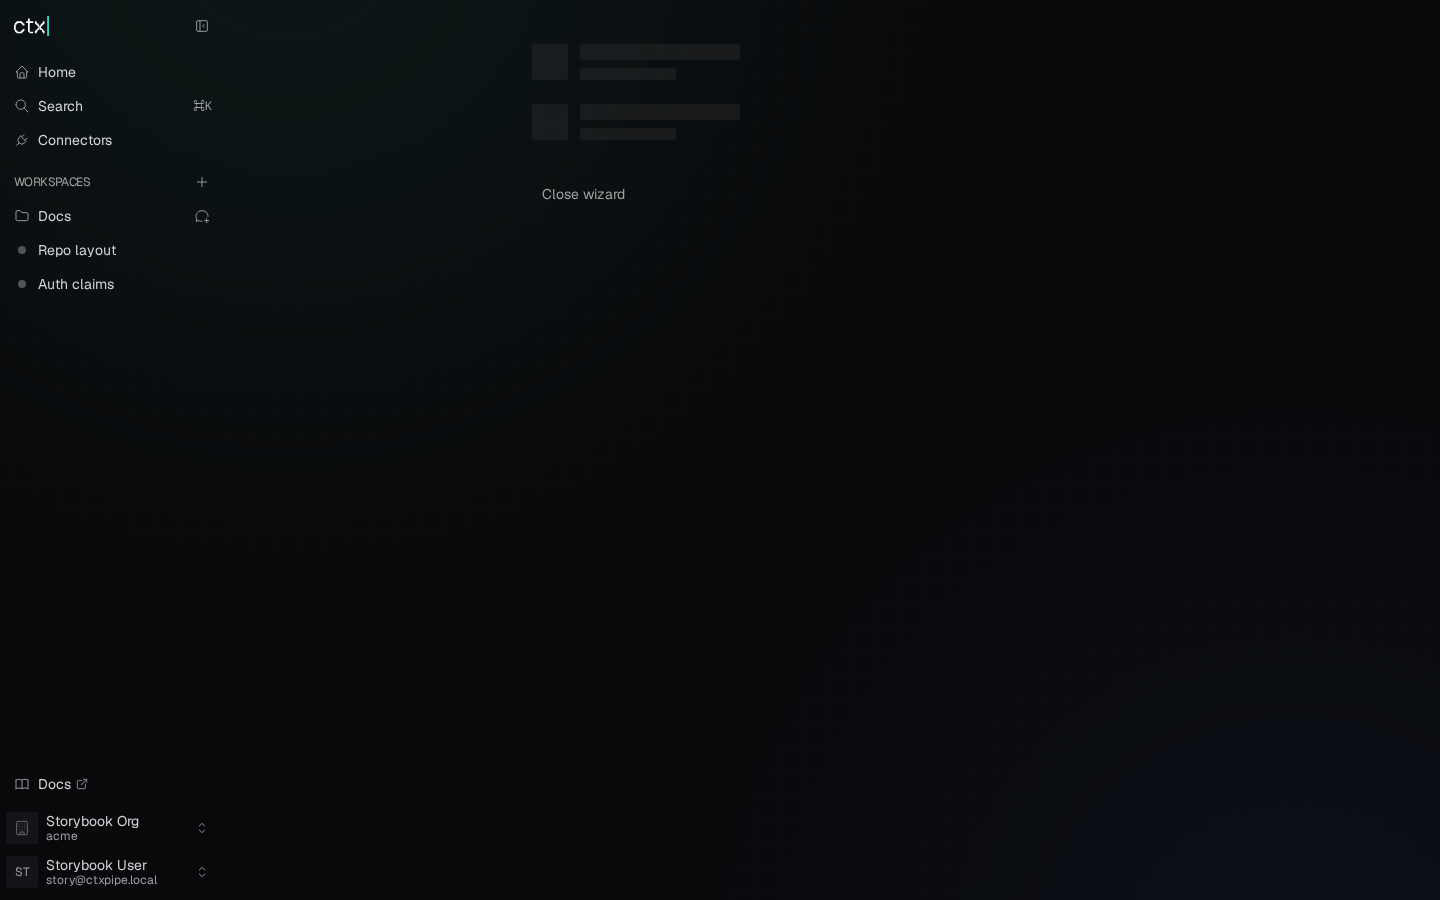 ctx
Home
Search ⌘K
Connectors
WORKSPACES
Docs
Repo layout
Auth claims
Close wizard
Docs
Storybook Org
acme
ST
Storybook User
story@ctxpipe.local